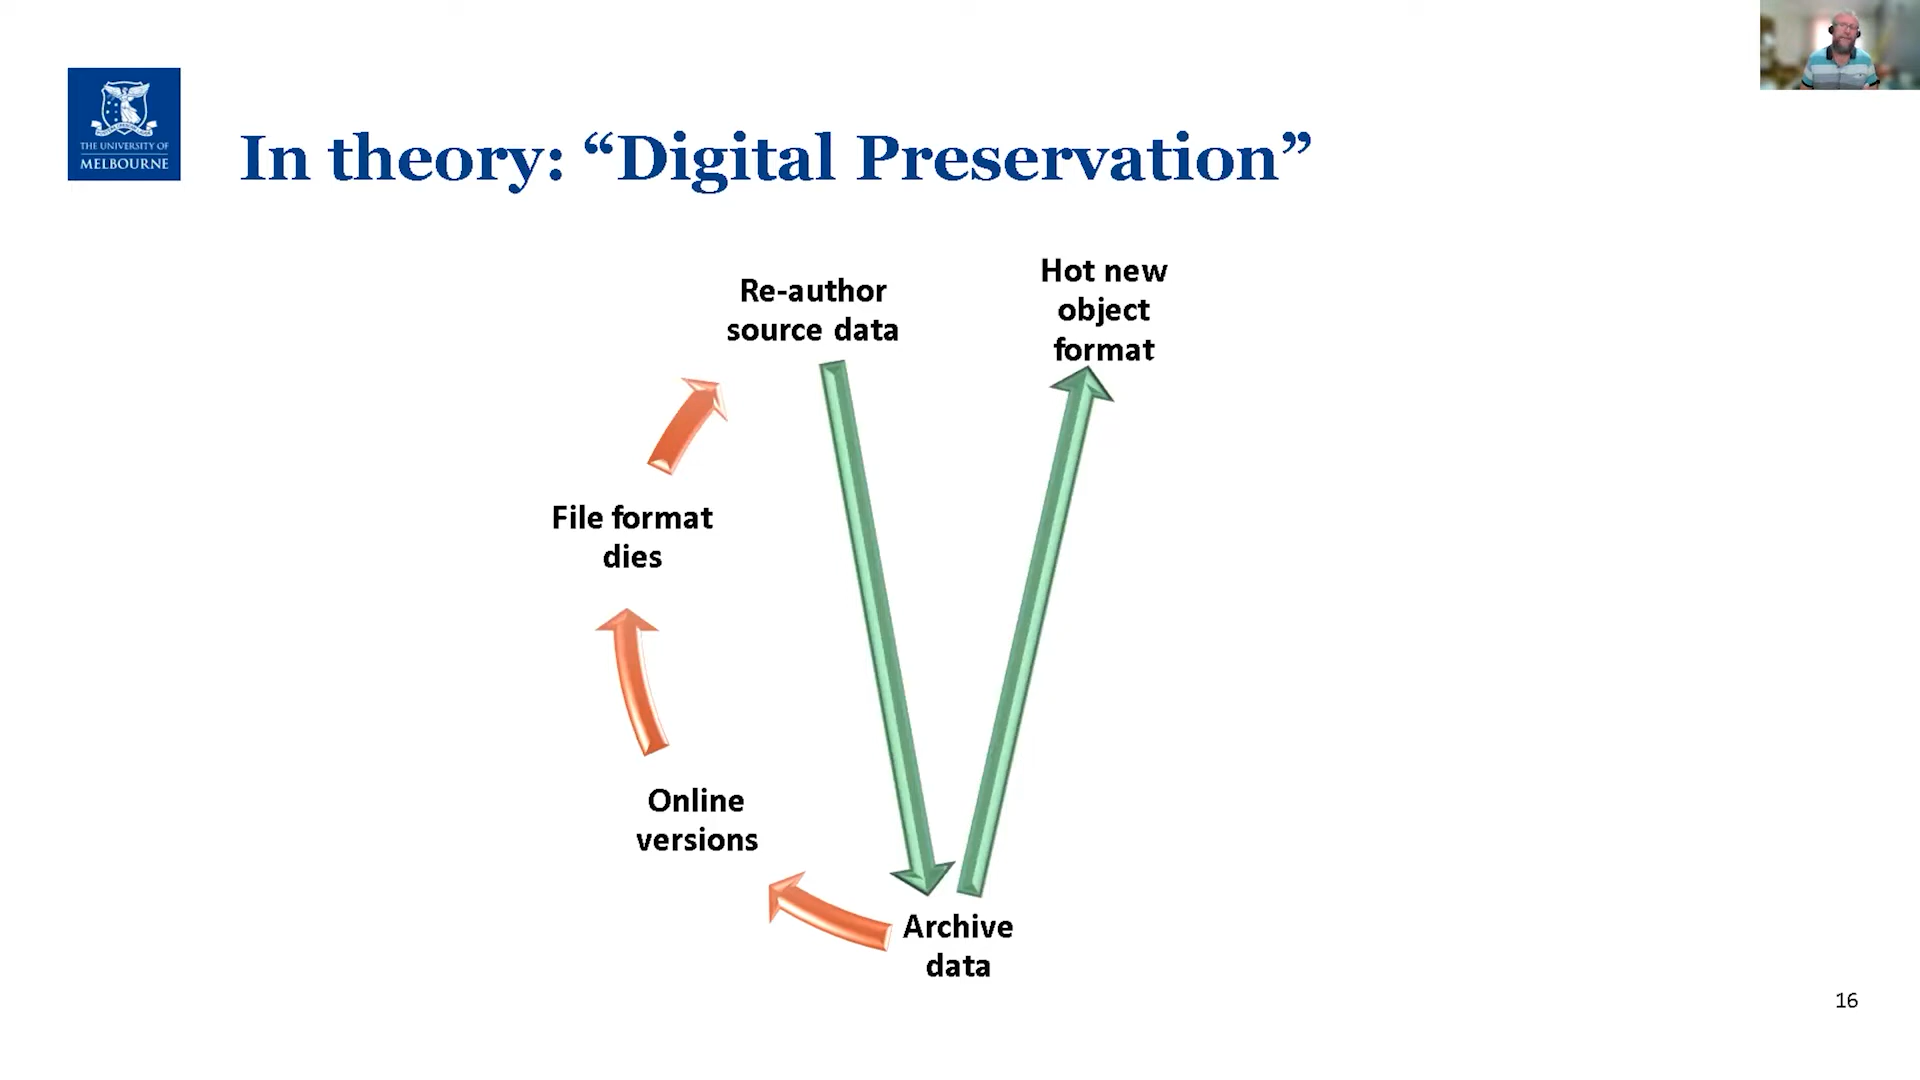 THE UNIVERSITY OF
MELBOURNE
In theory: “Digital Preservation”
Hot new
object
format
Re-author
source data
File format
dies
Online
versions
Archive
data
16